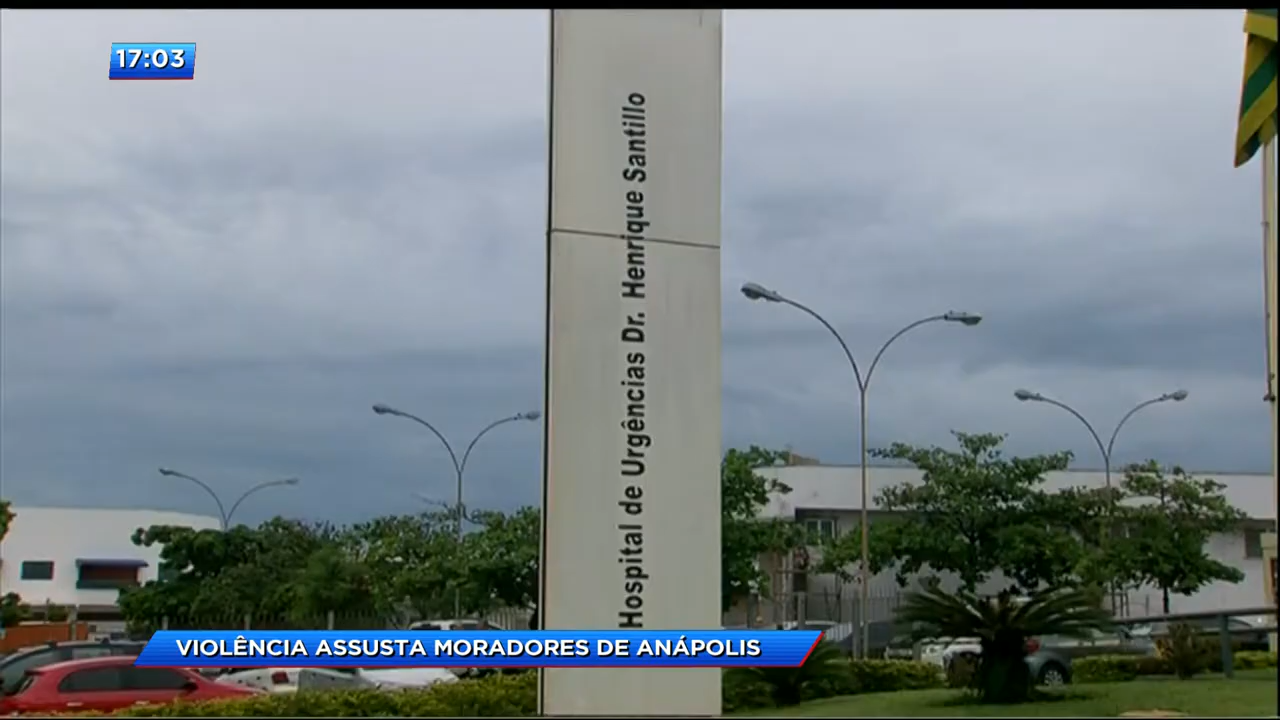 17:03
Hospital de Urgências Dr. Henrique Santillo
VIOLÊNCIA ASSUSTA MORADORES DE ANÁPOLIS